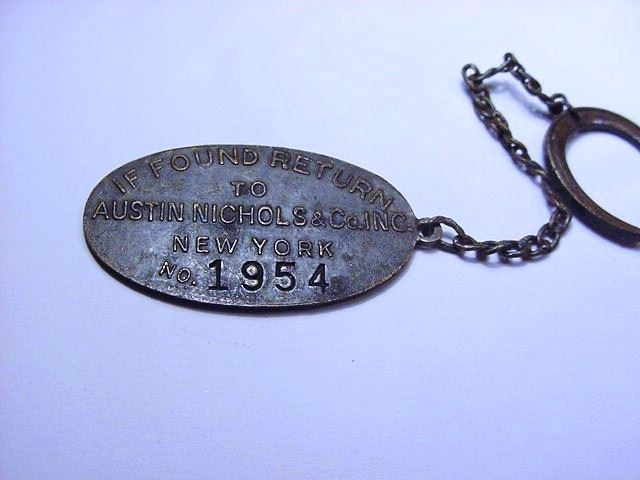 IF FOUND RETURN
TO
AUSTIN NICHOLS & Co. INC.
NEW YORK
No. 1954